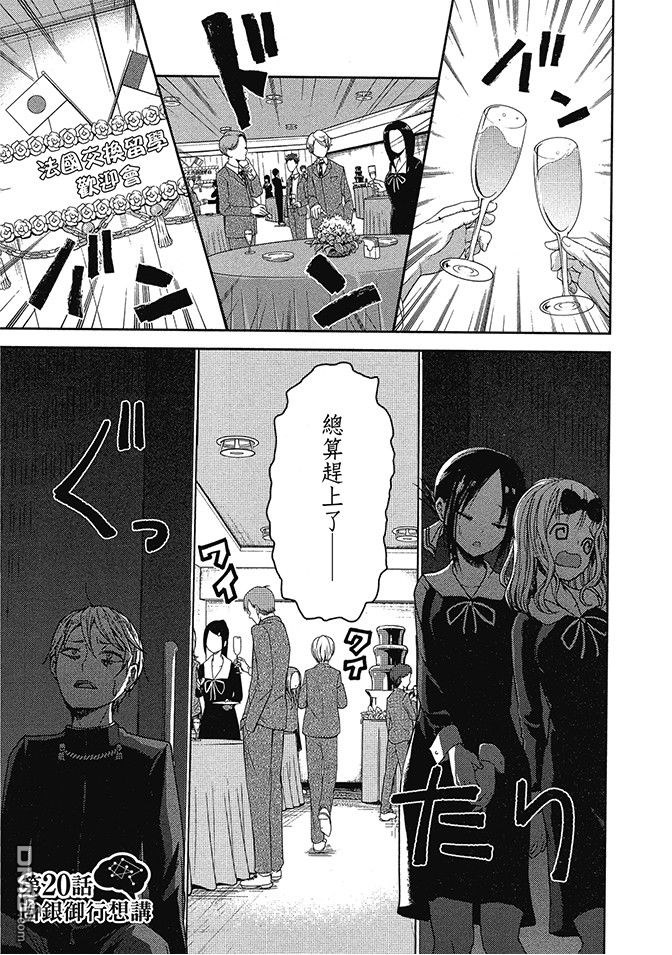 バンッ
ドン
法國交換留學
歡迎會
バンッ
總算趕上了——
ワイ
ワイ
ぐっ
たり
第20話
白銀御行想講